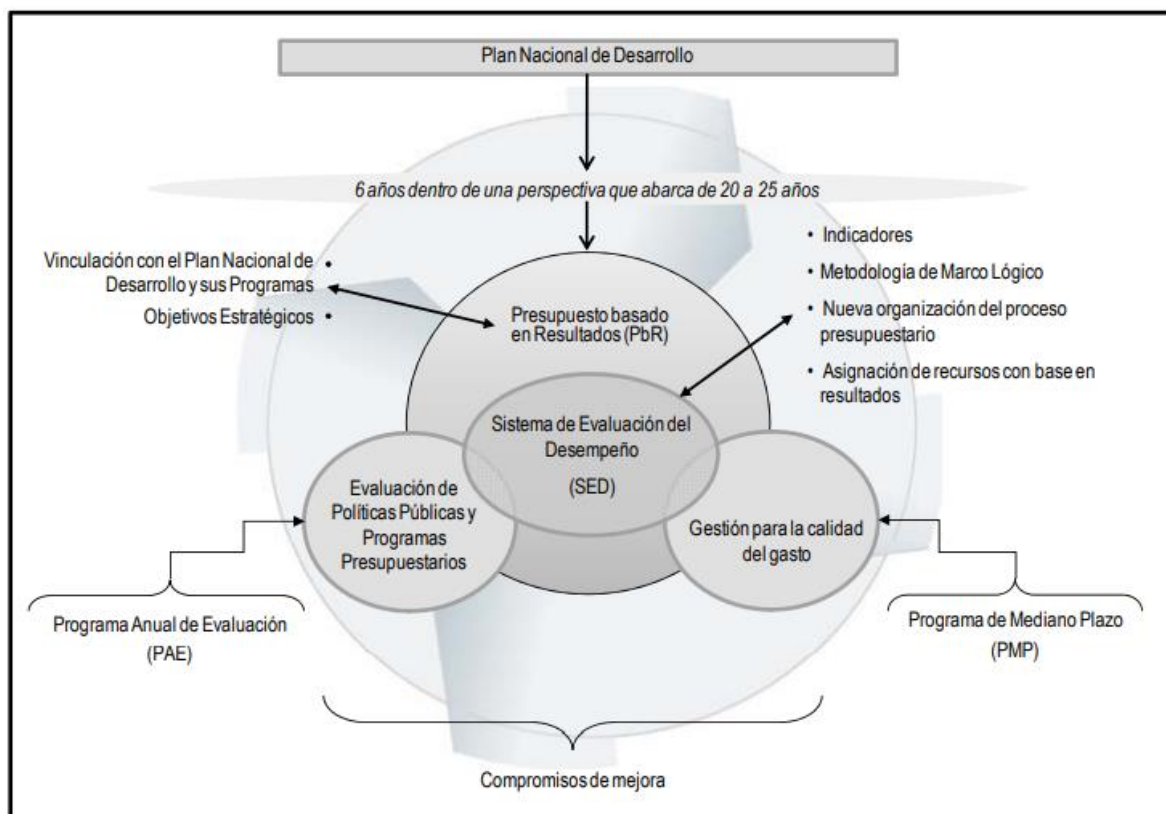 Plan Nacional de Desarrollo
6 años dentro de una perspectiva que abarca de 20 a 25 años
Vinculación con el Plan Nacional de •
Desarrollo y sus Programas
Objetivos Estratégicos •
• Indicadores
• Metodología de Marco Lógico
• Nueva organización del proceso
presupuestario
• Asignación de recursos con base en
resultados
Presupuesto basado
en Resultados (PbR)
Sistema de Evaluación del
Desempeño
(SED)
Evaluación de
Políticas Públicas y
Programas
Presupuestarios
Gestión para la calidad
del gasto
Programa Anual de Evaluación
(PAE)
Programa de Mediano Plazo
(PMP)
Compromisos de mejora